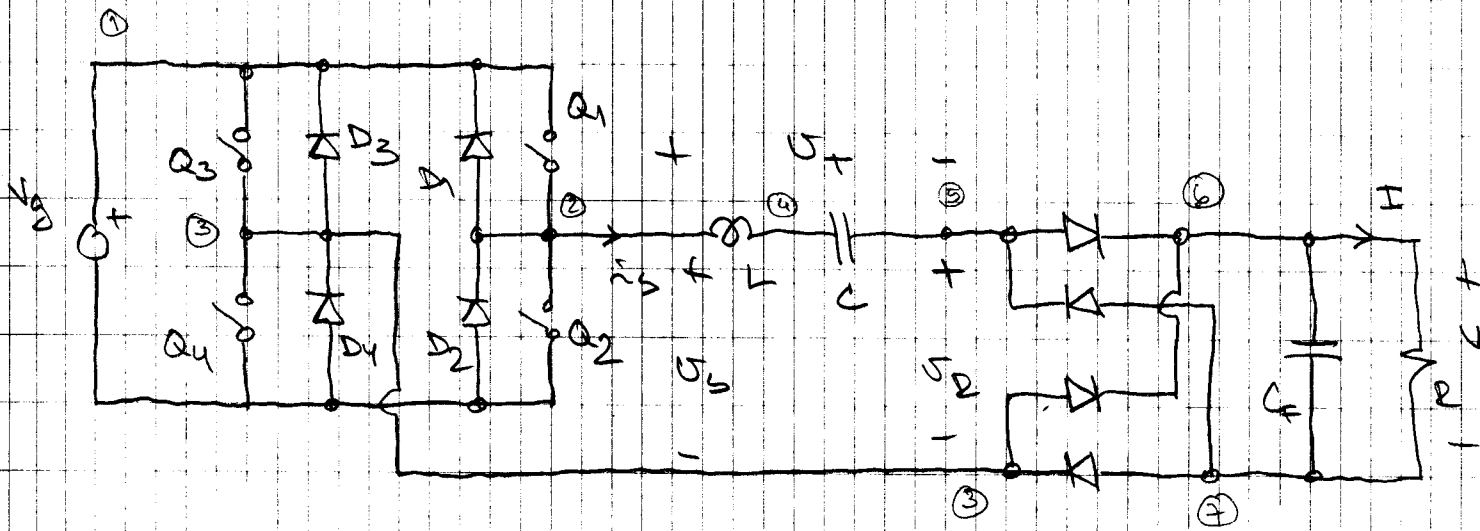 ①
Q1
Q3
D3
D1
Vg
+
③
②
+
V+
-
④
⑤
⑥
I
is
+
L
C
+
Q4
D4
D2
Q2
vs
vR
CF
R
+
V
-
-
-
③
⑦